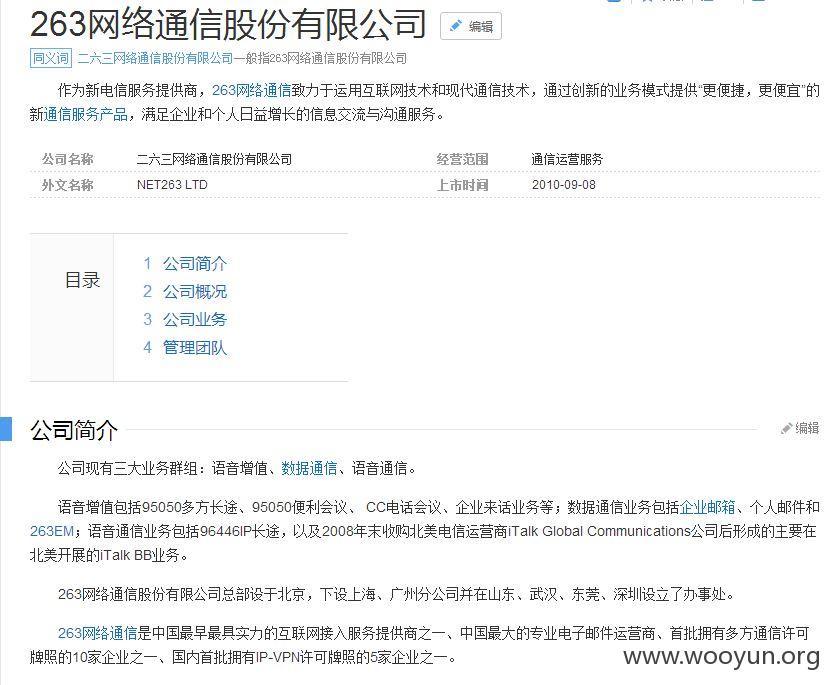 263网络通信股份有限公司 编辑
同义词 二六三网络通信股份有限公司一般指263网络通信股份有限公司
作为新电信服务提供商，263网络通信致力于运用互联网技术和现代通信技术，通过创新的业务模式提供“更便捷，更便宜”的
新通信服务产品，满足企业和个人日益增长的信息交流与沟通服务。
公司名称 二六三网络通信股份有限公司 经营范围 通信运营服务
外文名称 NET263 LTD 上市时间 2010-09-08
目录
1 公司简介
2 公司概况
3 公司业务
4 管理团队
公司简介 编辑
公司现有三大业务群组：语音增值、数据通信、语音通信。
语音增值包括95050多方长途、95050便利会议、 CC电话会议、企业来话业务等；数据通信业务包括企业邮箱、个人邮件和
263EM；语音通信业务包括96446IP长途，以及2008年末收购北美电信运营商iTalk Global Communications公司后形成的主要在
北美开展的iTalk BB业务。
263网络通信股份有限公司总部设于北京，下设上海、广州分公司并在山东、武汉、东莞、深圳设立了办事处。
263网络通信是中国最早最具实力的互联网接入服务提供商之一、中国最大的专业电子邮件运营商、首批拥有多方通信许可
牌照的10家企业之一、国内首批拥有IP-VPN许可牌照的5家企业之一。
www.wooyun.org